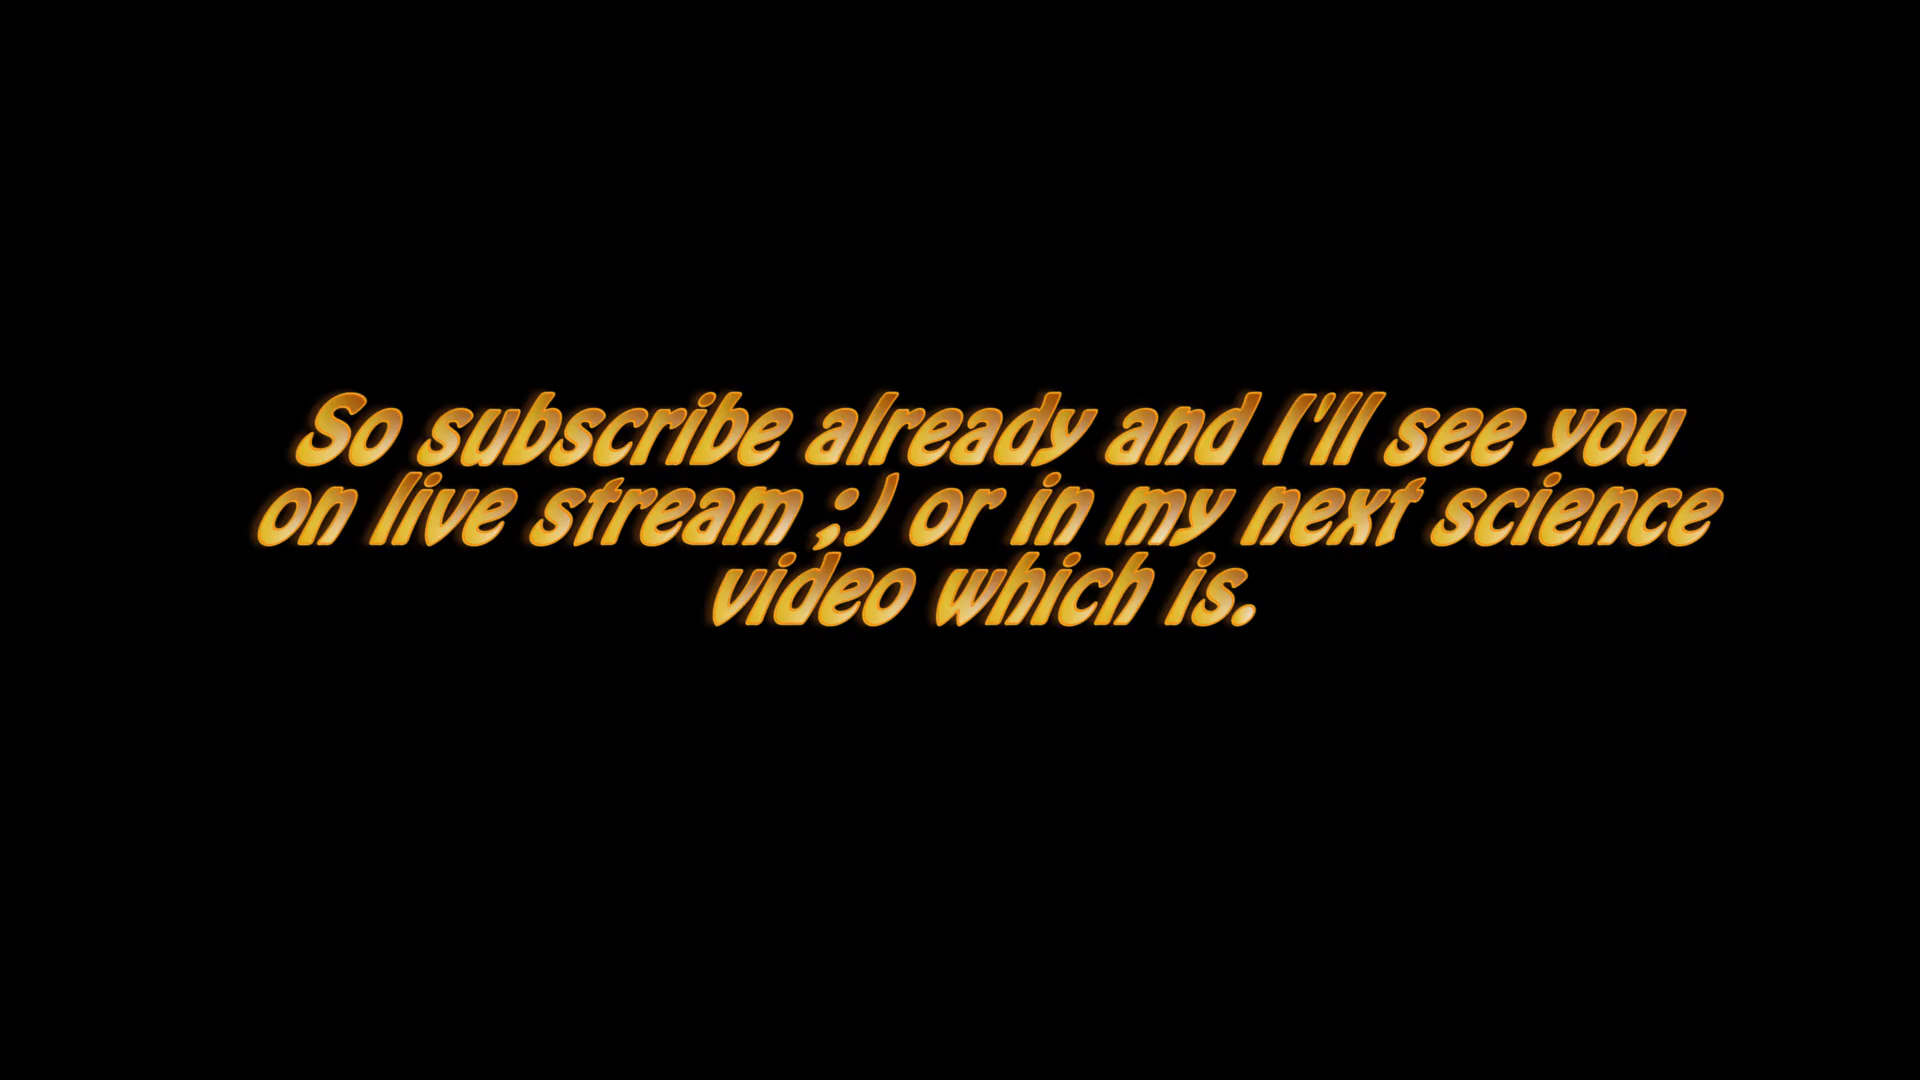 So subscribe already and I'll see you
on live stream ;) or in my next science
video which is.